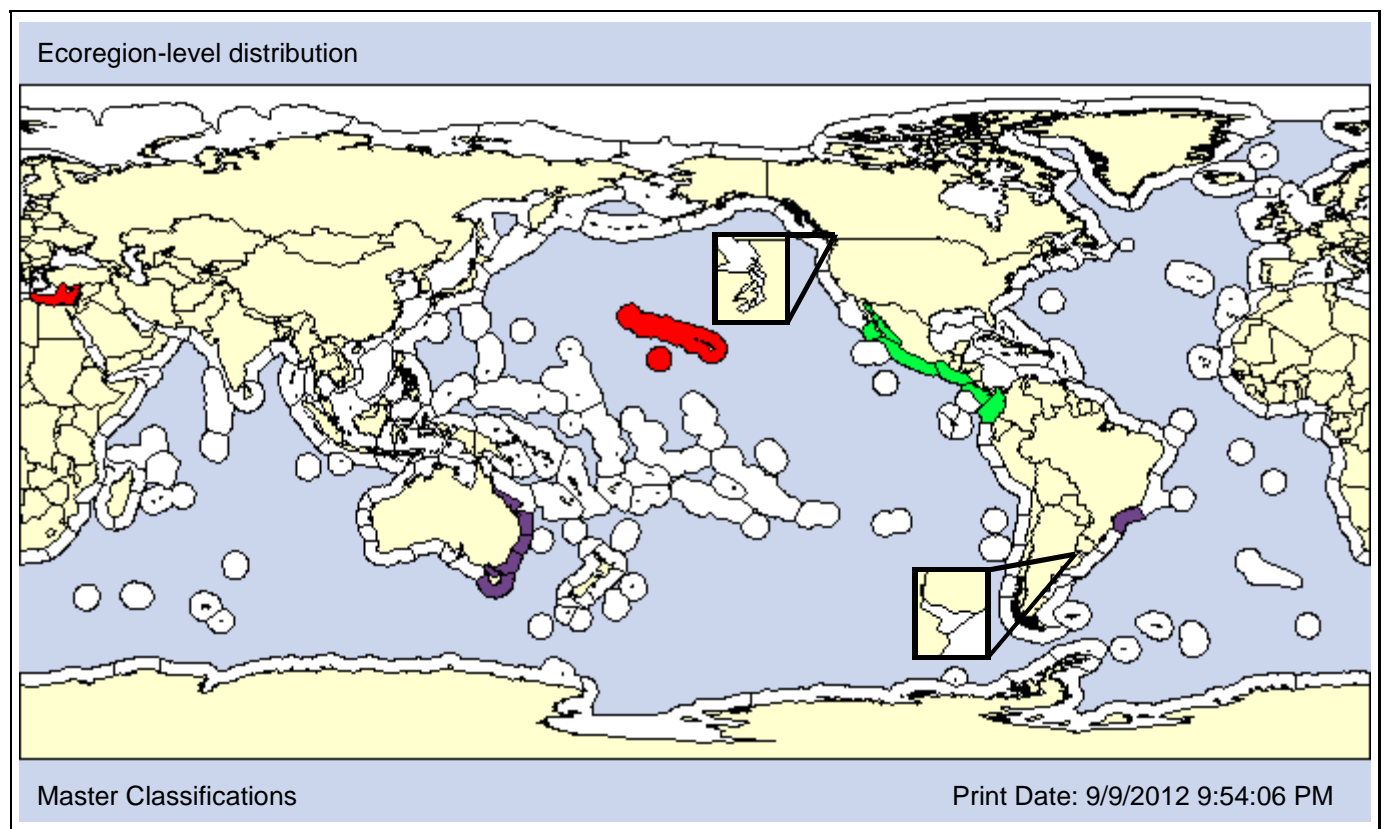 Ecoregion-level distribution
Master Classifications
Print Date: 9/9/2012 9:54:06 PM